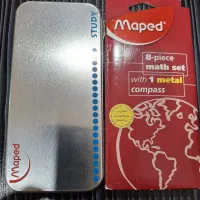 STUDY
Maped
Maped®
8-piece
math set
with 1 metal
compass